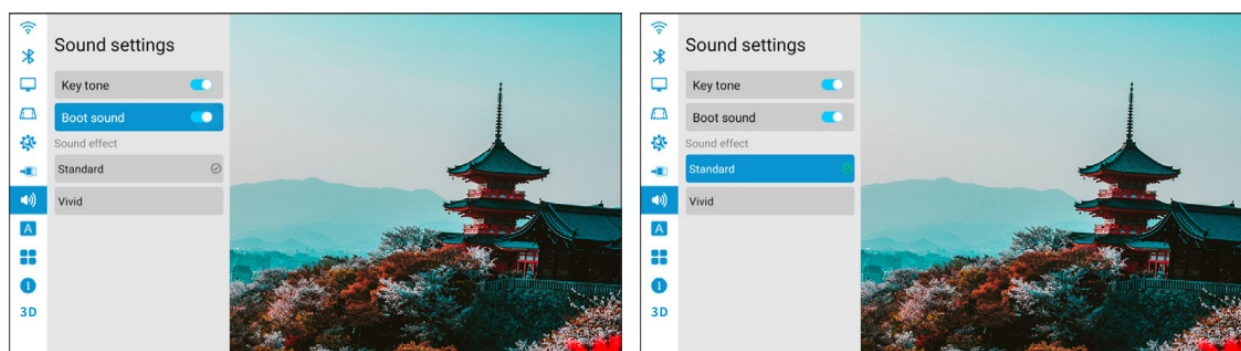 Sound settings
Key tone
Boot sound
Sound effect
Standard
Vivid
A
3D
Sound settings
Key tone
Boot sound
Sound effect
Standard
Vivid
A
3D